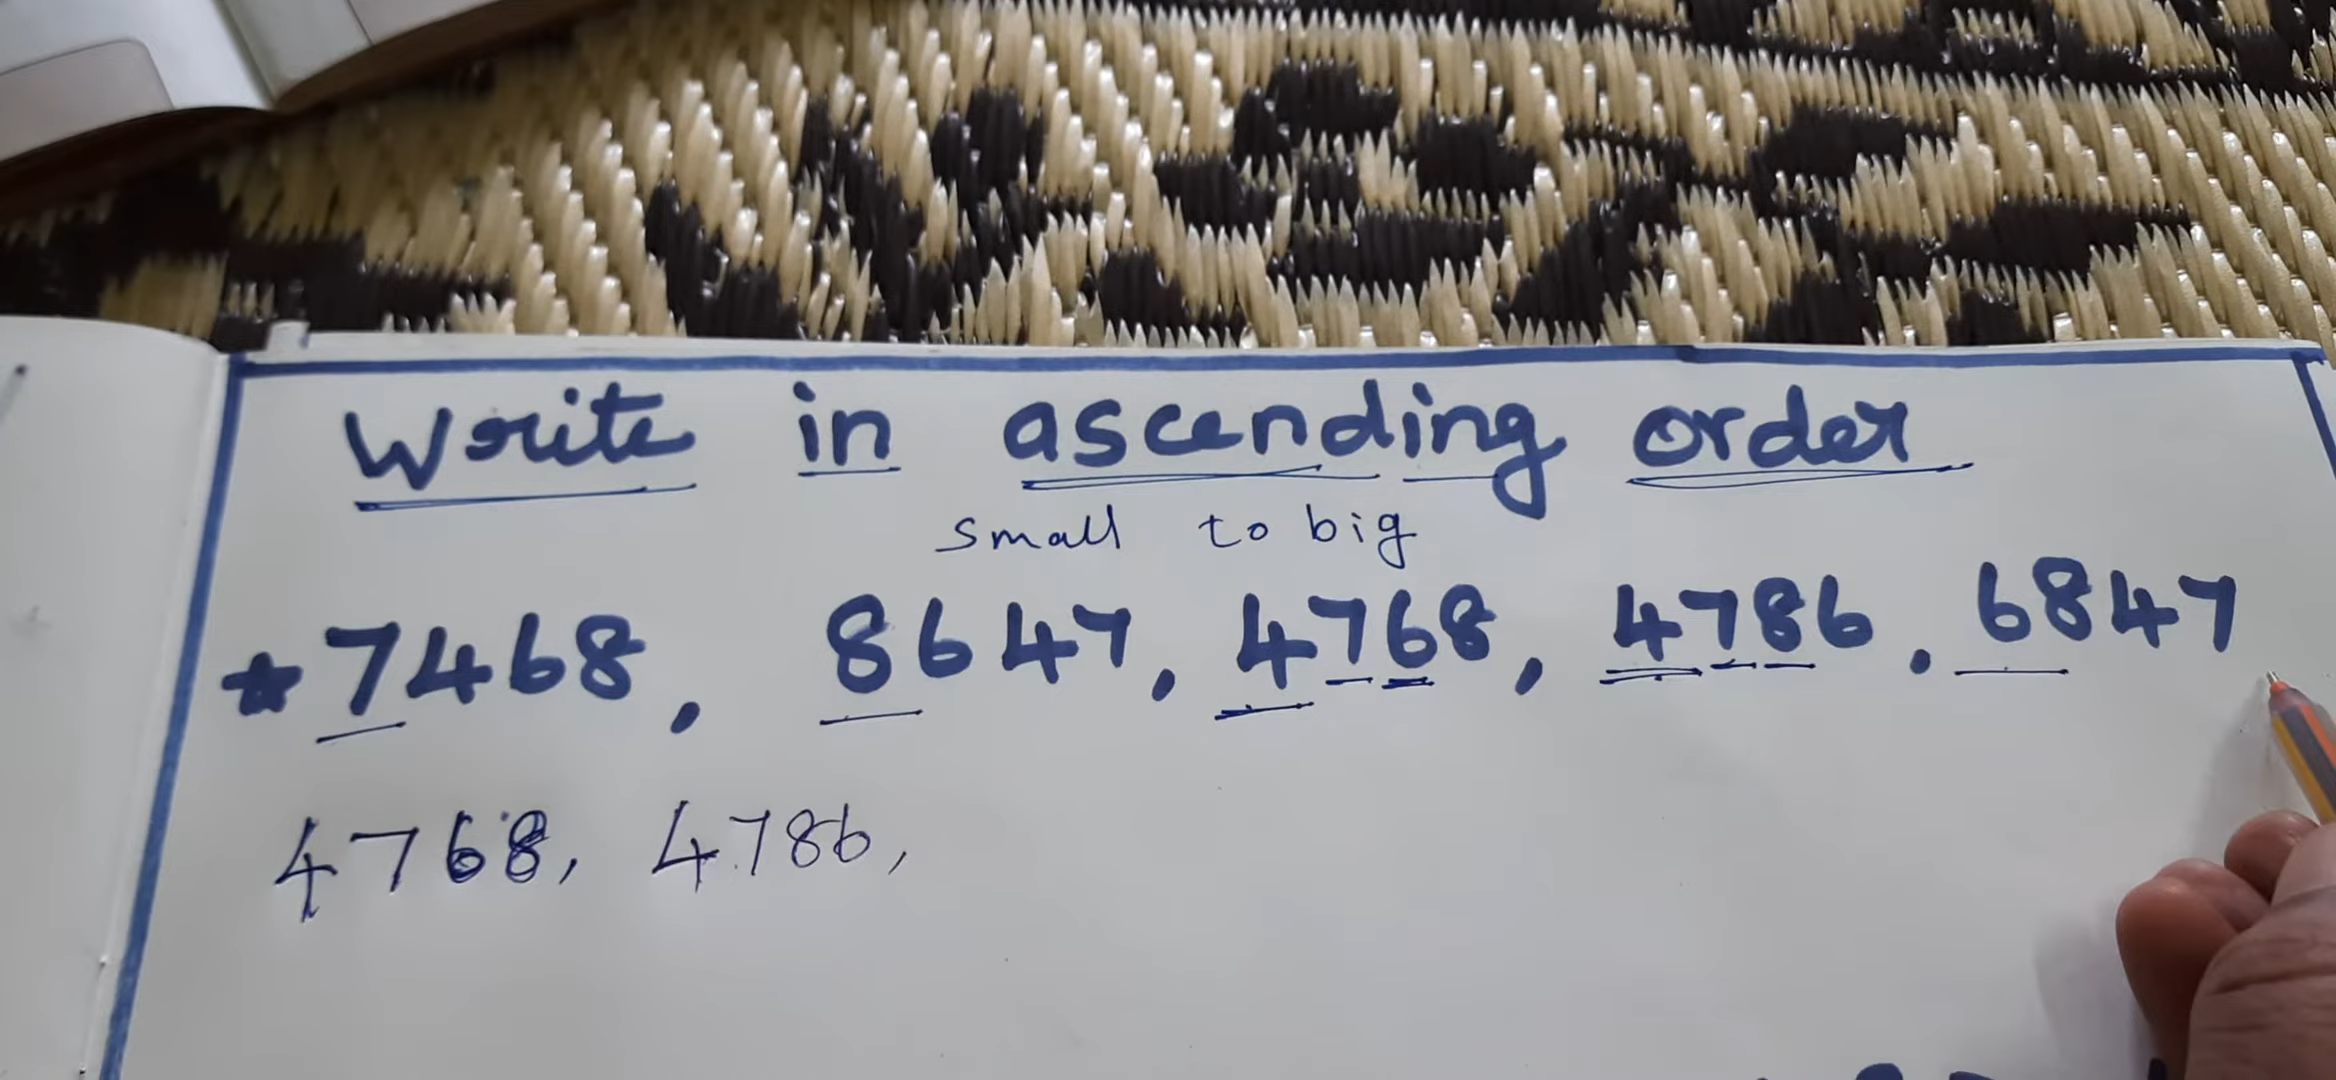 Write in ascending order
small to big
* 7468, 8647, 4768, 4786, 6847
4768, 4786,